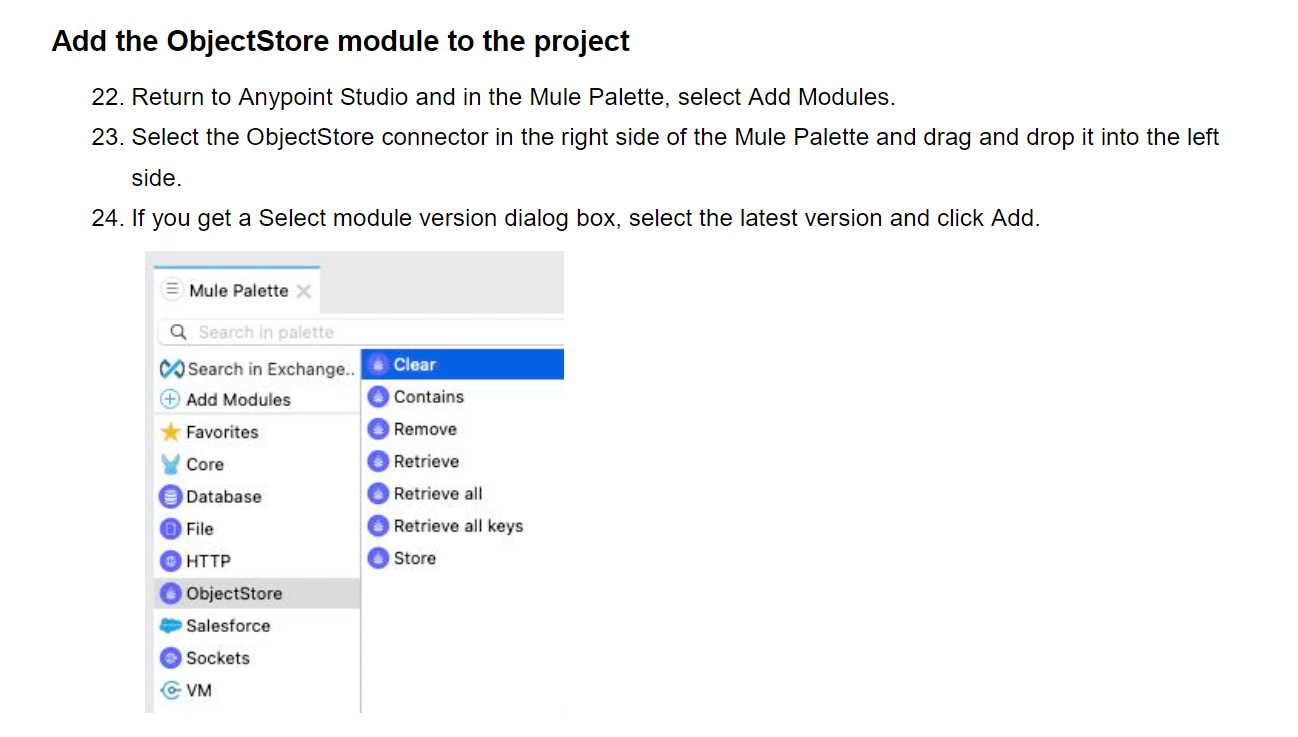 Add the ObjectStore module to the project
22. Return to Anypoint Studio and in the Mule Palette, select Add Modules.
23. Select the ObjectStore connector in the right side of the Mule Palette and drag and drop it into the left
side.
24. If you get a Select module version dialog box, select the latest version and click Add.
Mule Palette
Search in palette
Search in Exchange..
Add Modules
Favorites
Core
Database
File
HTTP
ObjectStore
Salesforce
Sockets
VM
Clear
Contains
Remove
Retrieve
Retrieve all
Retrieve all keys
Store